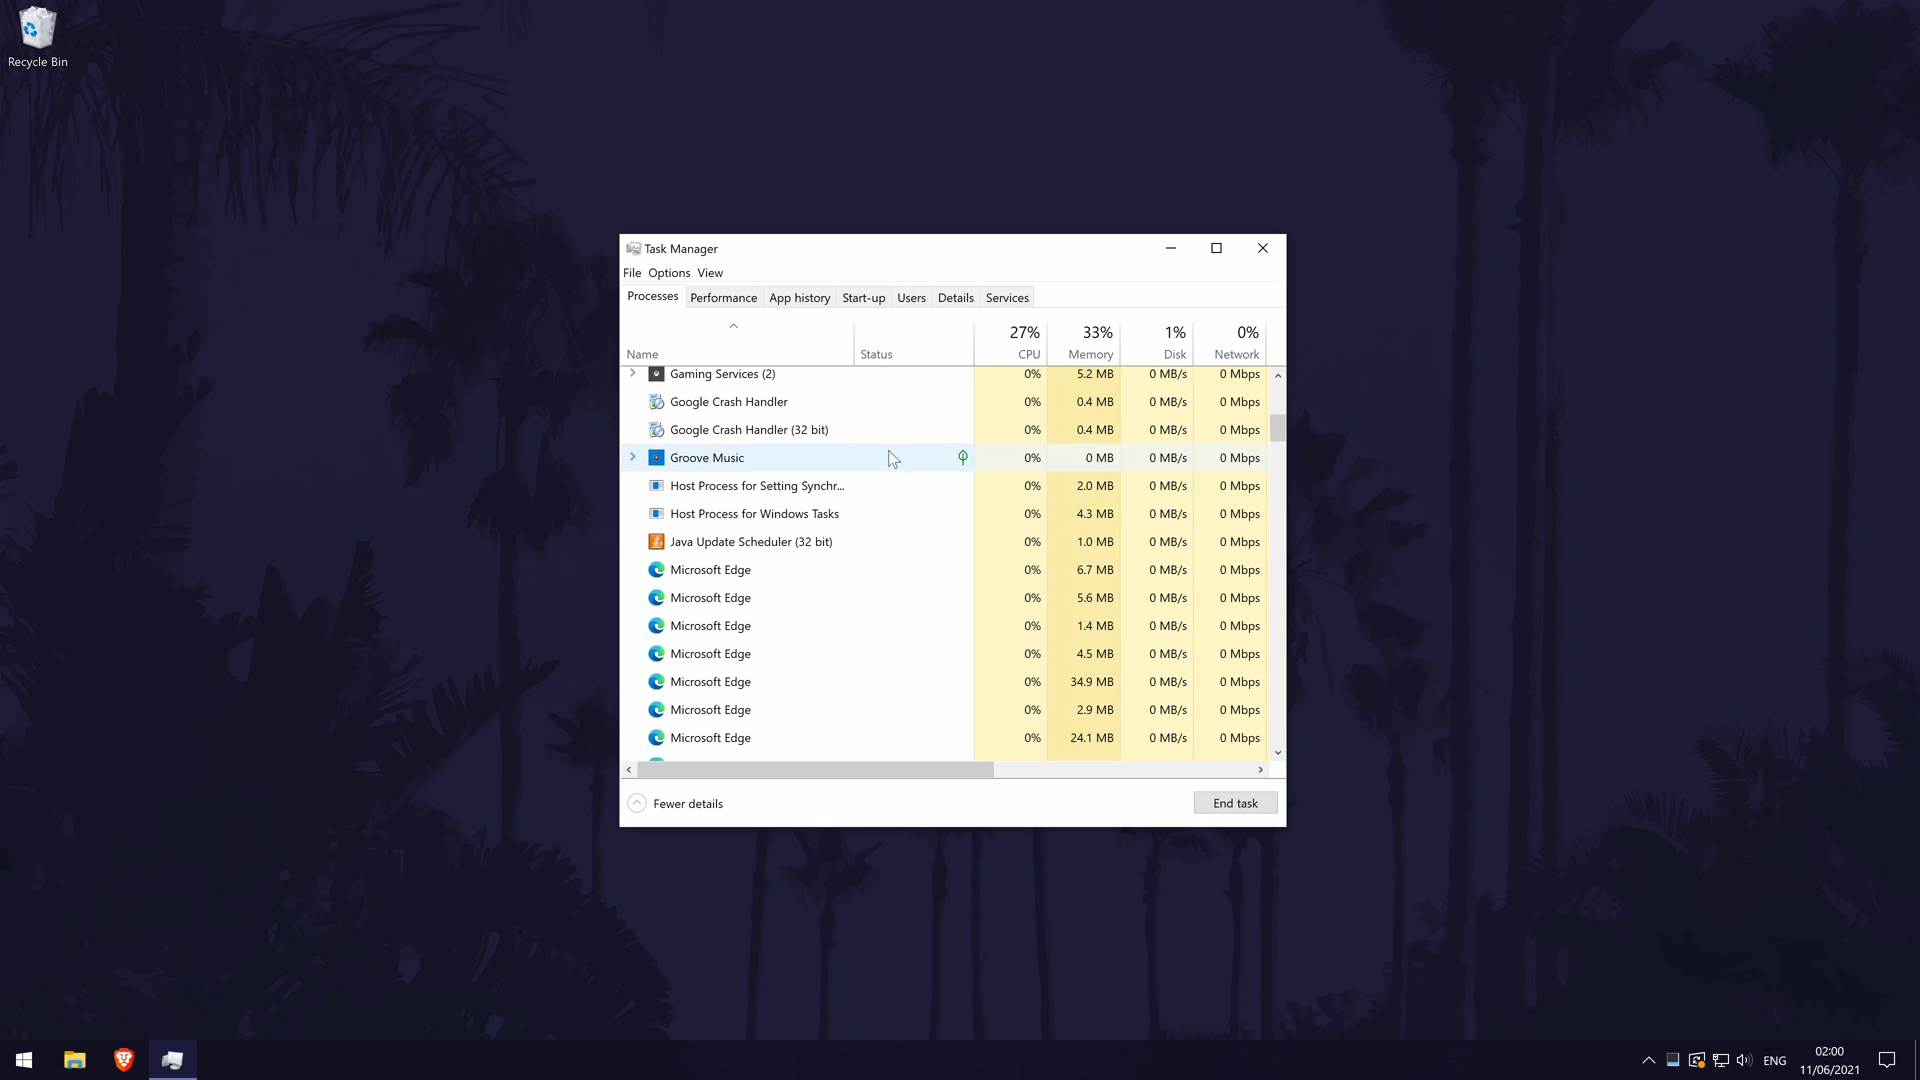 Recycle Bin
Task Manager
File Options View
Processes Performance App history Start-up Users Details Services
27% 33% 1% 0%
Name Status CPU Memory Disk Network
Gaming Services (2) 0% 5.2 MB 0 MB/s 0 Mbps
Google Crash Handler 0% 0.4 MB 0 MB/s 0 Mbps
Google Crash Handler (32 bit) 0% 0.4 MB 0 MB/s 0 Mbps
Groove Music 0% 0 MB 0 MB/s 0 Mbps
Host Process for Setting Synchr... 0% 2.0 MB 0 MB/s 0 Mbps
Host Process for Windows Tasks 0% 4.3 MB 0 MB/s 0 Mbps
Java Update Scheduler (32 bit) 0% 1.0 MB 0 MB/s 0 Mbps
Microsoft Edge 0% 6.7 MB 0 MB/s 0 Mbps
Microsoft Edge 0% 5.6 MB 0 MB/s 0 Mbps
Microsoft Edge 0% 1.4 MB 0 MB/s 0 Mbps
Microsoft Edge 0% 4.5 MB 0 MB/s 0 Mbps
Microsoft Edge 0% 34.9 MB 0 MB/s 0 Mbps
Microsoft Edge 0% 2.9 MB 0 MB/s 0 Mbps
Microsoft Edge 0% 24.1 MB 0 MB/s 0 Mbps
Fewer details End task
ENG 02:00
11/06/2021